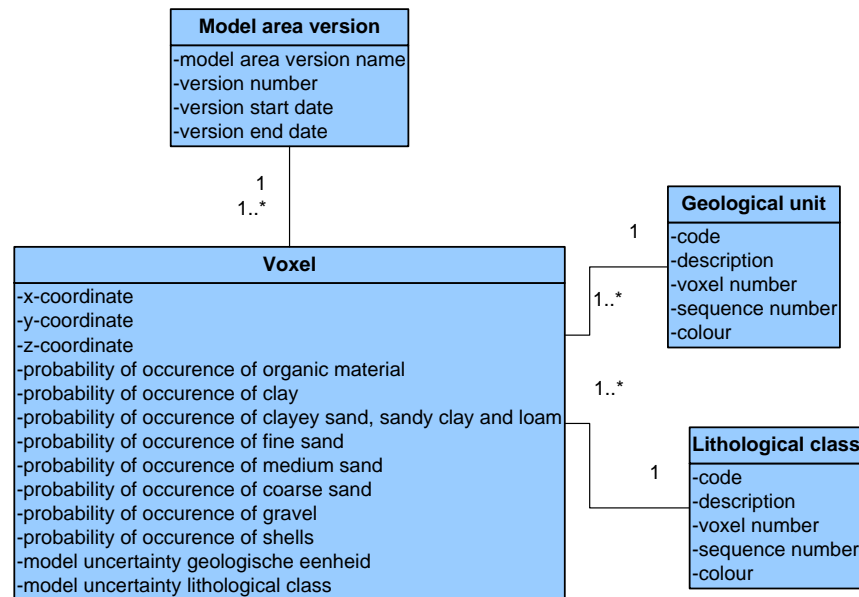 Model area version
-model area version name
-version number
-version start date
-version end date
1
1..*
Voxel
-x-coordinate
-y-coordinate
-z-coordinate
-probability of occurence of organic material
-probability of occurence of clay
-probability of occurence of clayey sand, sandy clay and loam
-probability of occurence of fine sand
-probability of occurence of medium sand
-probability of occurence of coarse sand
-probability of occurence of gravel
-probability of occurence of shells
-model uncertainty geologische eenheid
-model uncertainty lithological class
1
1..*
Geological unit
-code
-description
-voxel number
-sequence number
-colour
1..*
1
Lithological class
-code
-description
-voxel number
-sequence number
-colour